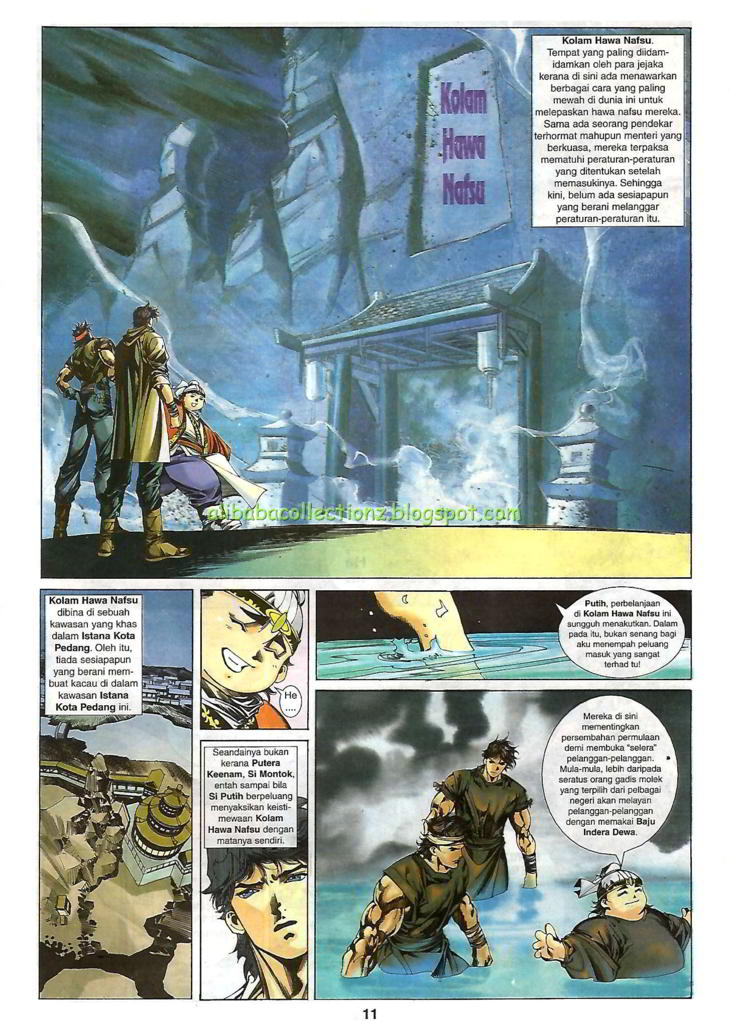 Kolam Hawa Nafsu.
Tempat yang paling diidam-
idamkan oleh para jejaka
kerana di sini ada menawarkan
berbagai cara yang paling
mewah di dunia ini untuk
melepaskan hawa nafsu mereka.
Sama ada seorang pendekar
terhormat mahupun menteri yang
berkuasa, mereka terpaksa
mematuhi peraturan-peraturan
yang ditentukan setelah
memasukinya. Sehingga
kini, belum ada sesiapapun
yang berani melanggar
peraturan-peraturan itu.
Kolam
Hawa
Nafsu
alibabacollectionz.blogspot.com
Kolam Hawa Nafsu
dibina di sebuah
kawasan yang khas
dalam Istana Kota
Pedang. Oleh itu,
tiada sesiapapun
yang berani mem-
buat kacau di dalam
kawasan Istana
Kota Pedang ini.
He
....
Seandainya bukan
kerana Putera
Keenam, Si Montok,
entah sampai bila
Si Putih berpeluang
menyaksikan keisti-
mewaan Kolam
Hawa Nafsu dengan
matanya sendiri.
Putih, perbelanjaan
di Kolam Hawa Nafsu ini
sungguh menakutkan. Dalam
pada itu, bukan senang bagi
aku menempah peluang
masuk yang sangat
terhad tu!
Mereka di sini
mementingkan
persembahan permulaan
demi membuka "selera"
pelanggan-pelanggan.
Mula-mula, lebih daripada
seratus orang gadis molek
yang terpilih dari pelbagai
negeri akan melayan
pelanggan-pelanggan
dengan memakai Baju
Indera Dewa.
11